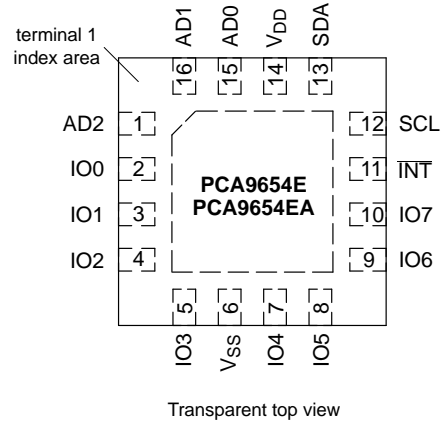 terminal 1
index area
AD1
AD0
VDD
SDA
16
15
14
13
AD2 1
12 SCL
IO0 2
11 INT
IO1 3
10 IO7
IO2 4
9 IO6
PCA9654E
PCA9654EA
5
6
7
8
IO3
VSS
IO4
IO5
Transparent top view